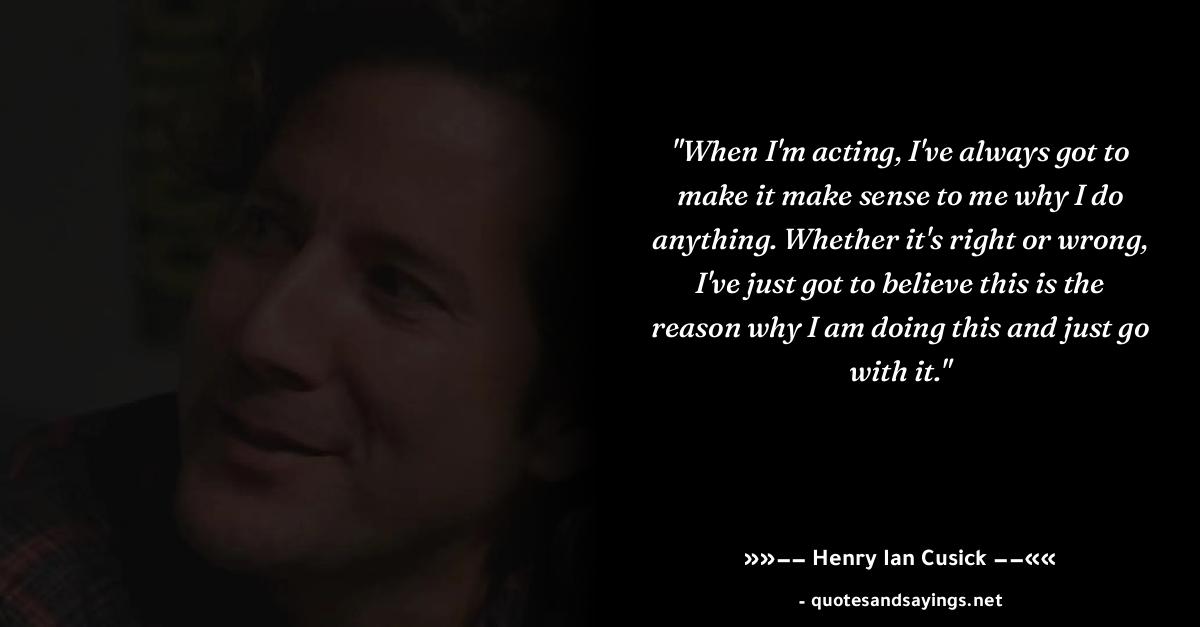 "When I'm acting, I've always got to
make it make sense to me why I do
anything. Whether it's right or wrong,
I've just got to believe this is the
reason why I am doing this and just go
with it."
»»–– Henry Ian Cusick ––««
- quotesandsayings.net